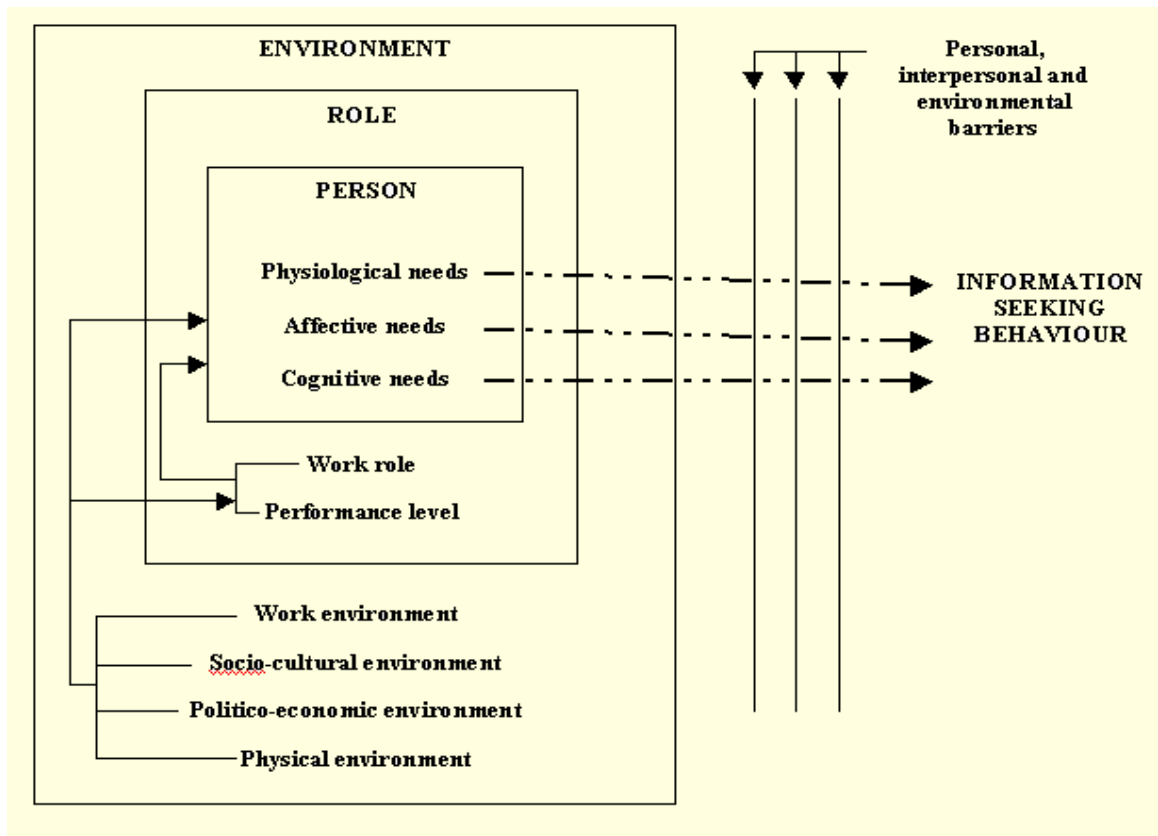 ENVIRONMENT
ROLE
PERSON
Physiological needs
Affective needs
Cognitive needs
Work role
Performance level
Work environment
Socio-cultural environment
Politico-economic environment
Physical environment
Personal,
interpersonal and
environmental
barriers
INFORMATION
SEEKING
BEHAVIOUR